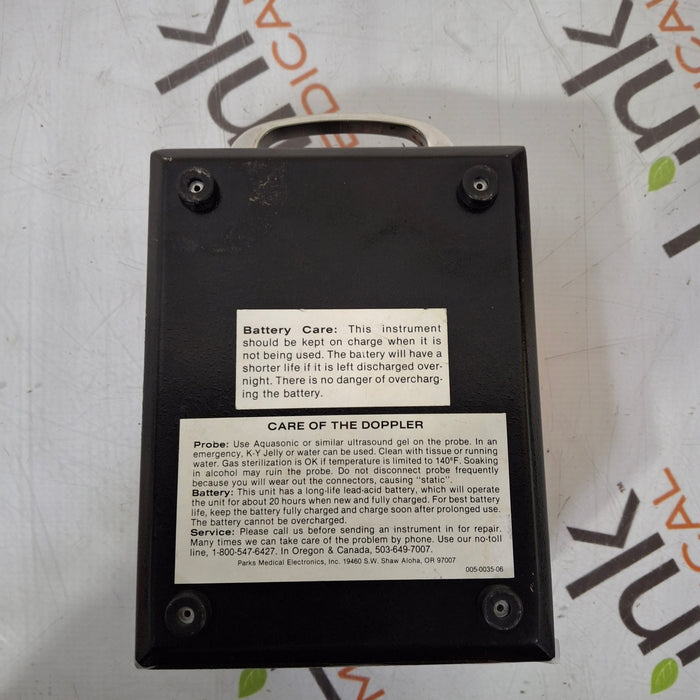 Battery Care: This instrument
should be kept on charge when it is
not being used. The battery will have a
shorter life if it is left discharged over-
night. There is no danger of overcharg-
ing the battery.
CARE OF THE DOPPLER
Probe: Use Aquasonic or similar ultrasound gel on the probe. In an
emergency, K-Y Jelly or water can be used. Clean with tissue or running
water. Gas sterilization is OK if temperature is limited to 140°F. Soaking
in alcohol may ruin the probe. Do not disconnect probe frequently
because you will wear out the connectors, causing "static".
Battery: This unit has a long-life lead-acid battery, which will operate
the unit for about 20 hours when new and fully charged. For best battery
life, keep the battery fully charged and charge soon after prolonged use.
The battery cannot be overcharged.
Service: Please call us before sending an instrument in for repair.
Many times we can take care of the problem by phone. Use our no-toll
line, 1-800-547-6427. In Oregon & Canada, 503-649-7007.
Parks Medical Electronics, Inc. 19460 S.W. Shaw Aloha, OR 97007
005-0035-06